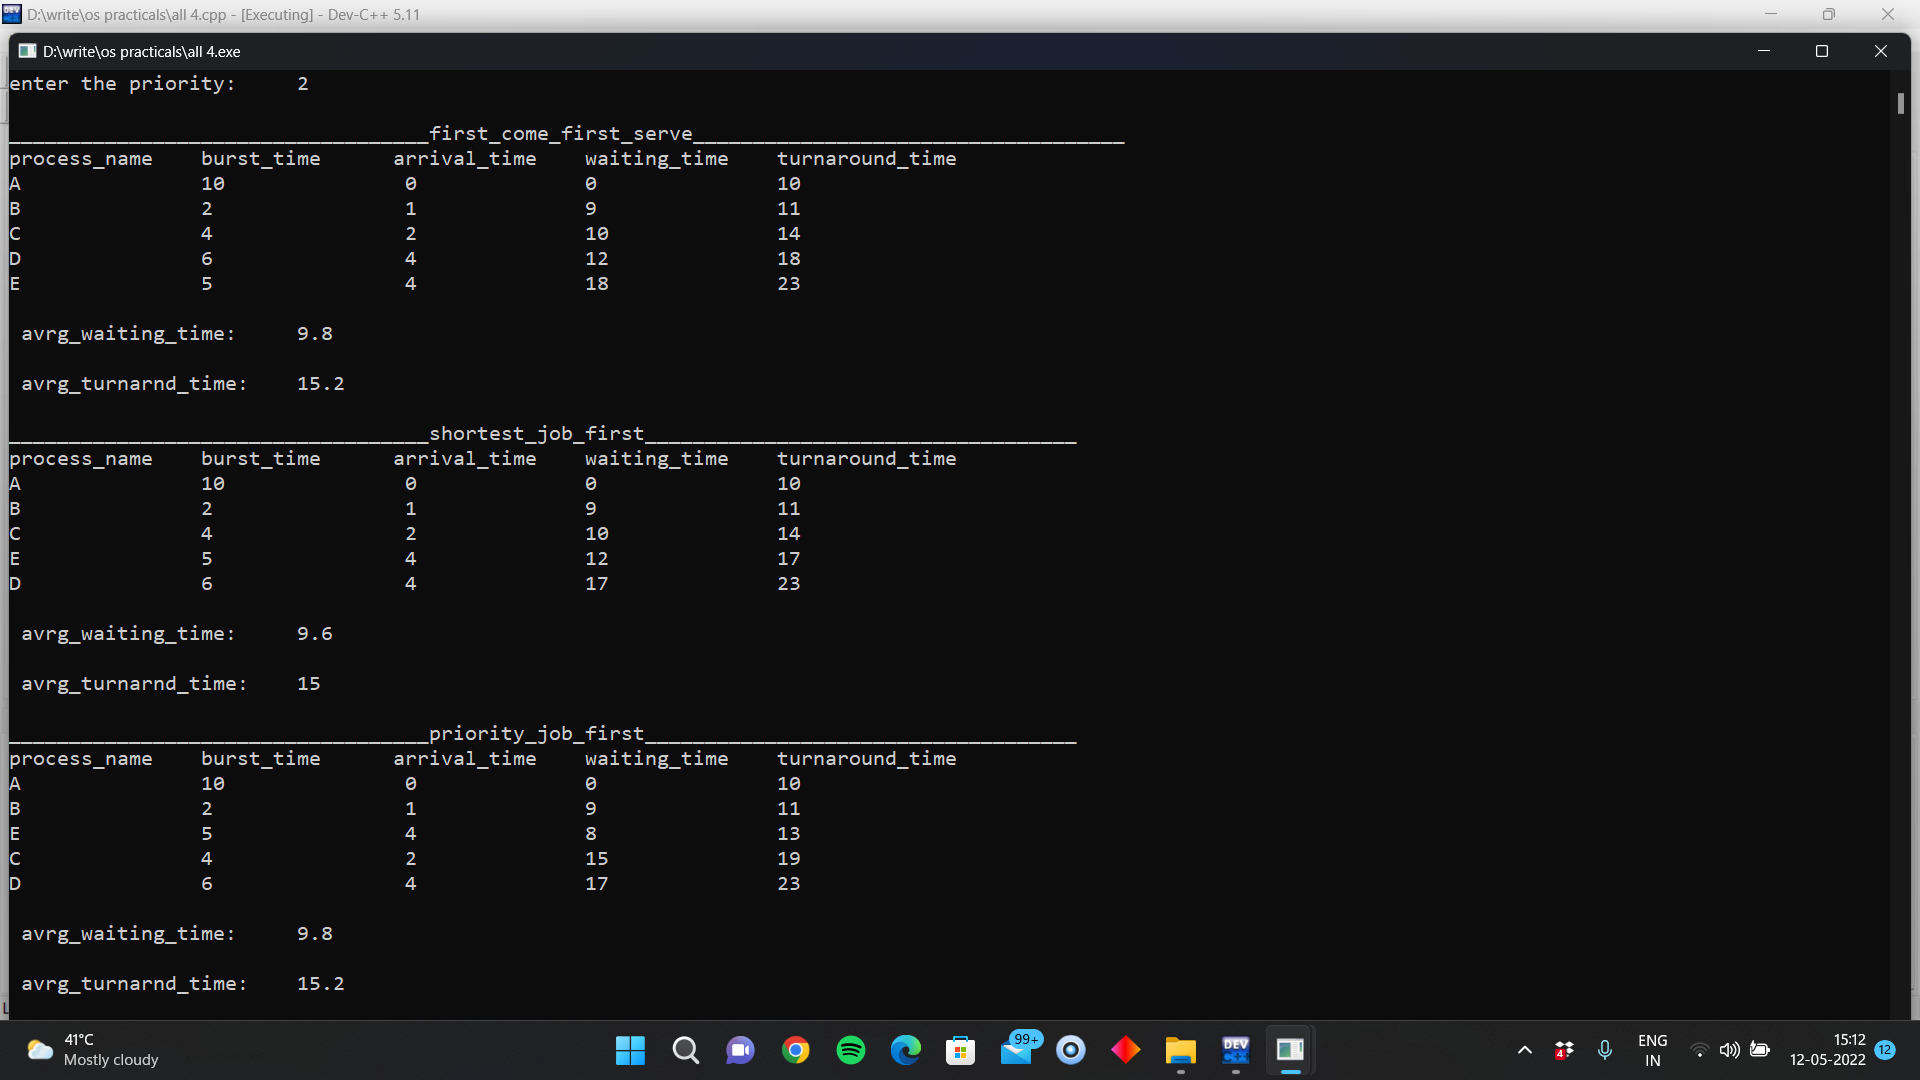 D:\write\os practicals\all 4.cpp - [Executing] - Dev-C++ 5.11
D:\write\os practicals\all 4.exe
enter the priority: 2
___________________________________first_come_first_serve____________________________________
process_name burst_time arrival_time waiting_time turnaround_time
A 10 0 0 10
B 2 1 9 11
C 4 2 10 14
D 6 4 12 18
E 5 4 18 23
avrg_waiting_time: 9.8
avrg_turnarnd_time: 15.2
___________________________________shortest_job_first____________________________________
process_name burst_time arrival_time waiting_time turnaround_time
A 10 0 0 10
B 2 1 9 11
C 4 2 10 14
E 5 4 12 17
D 6 4 17 23
avrg_waiting_time: 9.6
avrg_turnarnd_time: 15
___________________________________priority_job_first____________________________________
process_name burst_time arrival_time waiting_time turnaround_time
A 10 0 0 10
B 2 1 9 11
E 5 4 8 13
C 4 2 15 19
D 6 4 17 23
avrg_waiting_time: 9.8
avrg_turnarnd_time: 15.2
41°C
Mostly cloudy
99+
DEV
C++
4
ENG
IN
15:12
12-05-2022
12